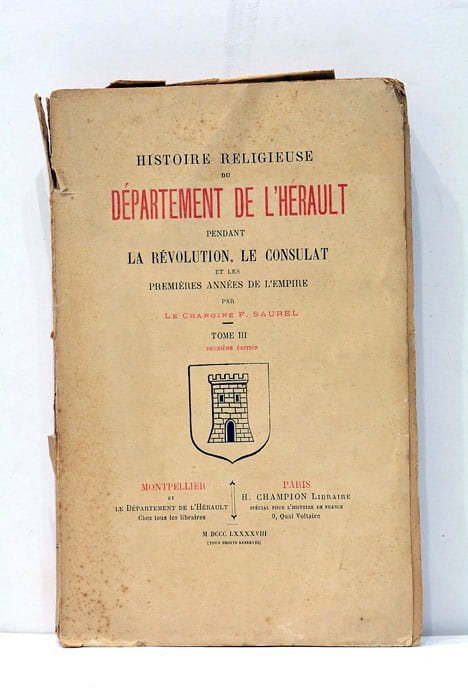 HISTOIRE RELIGIEUSE
DU
DÉPARTEMENT DE L'HÉRAULT
PENDANT
LA RÉVOLUTION, LE CONSULAT
ET LES
PREMIÈRES ANNÉES DE L'EMPIRE
PAR
LE CHANOINE F. SAUREL
TOME III
DEUXIÈME ÉDITION
MONTPELLIER
ET
LE DÉPARTEMENT DE L'HÉRAULT
Chez tous les libraires
PARIS
H. CHAMPION LIBRAIRE
SPÉCIAL POUR L'HISTOIRE DE FRANCE
9, Quai Voltaire
M DCCC LXXXXVIII
(TOUS DROITS RÉSERVÉS)